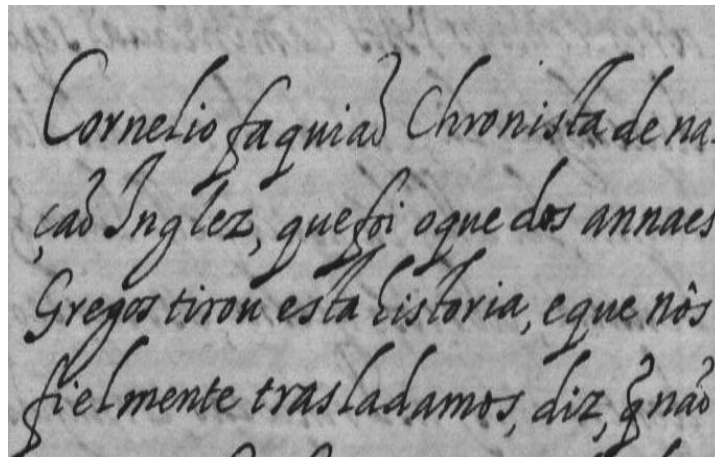 Cornelio faquiaõ Chronista de na-
çaõ Inglez, que foi o que dos annaes
Gregos tirou esta historia, e que nôs
fielmente trasladamos, diz, q̃ naõ